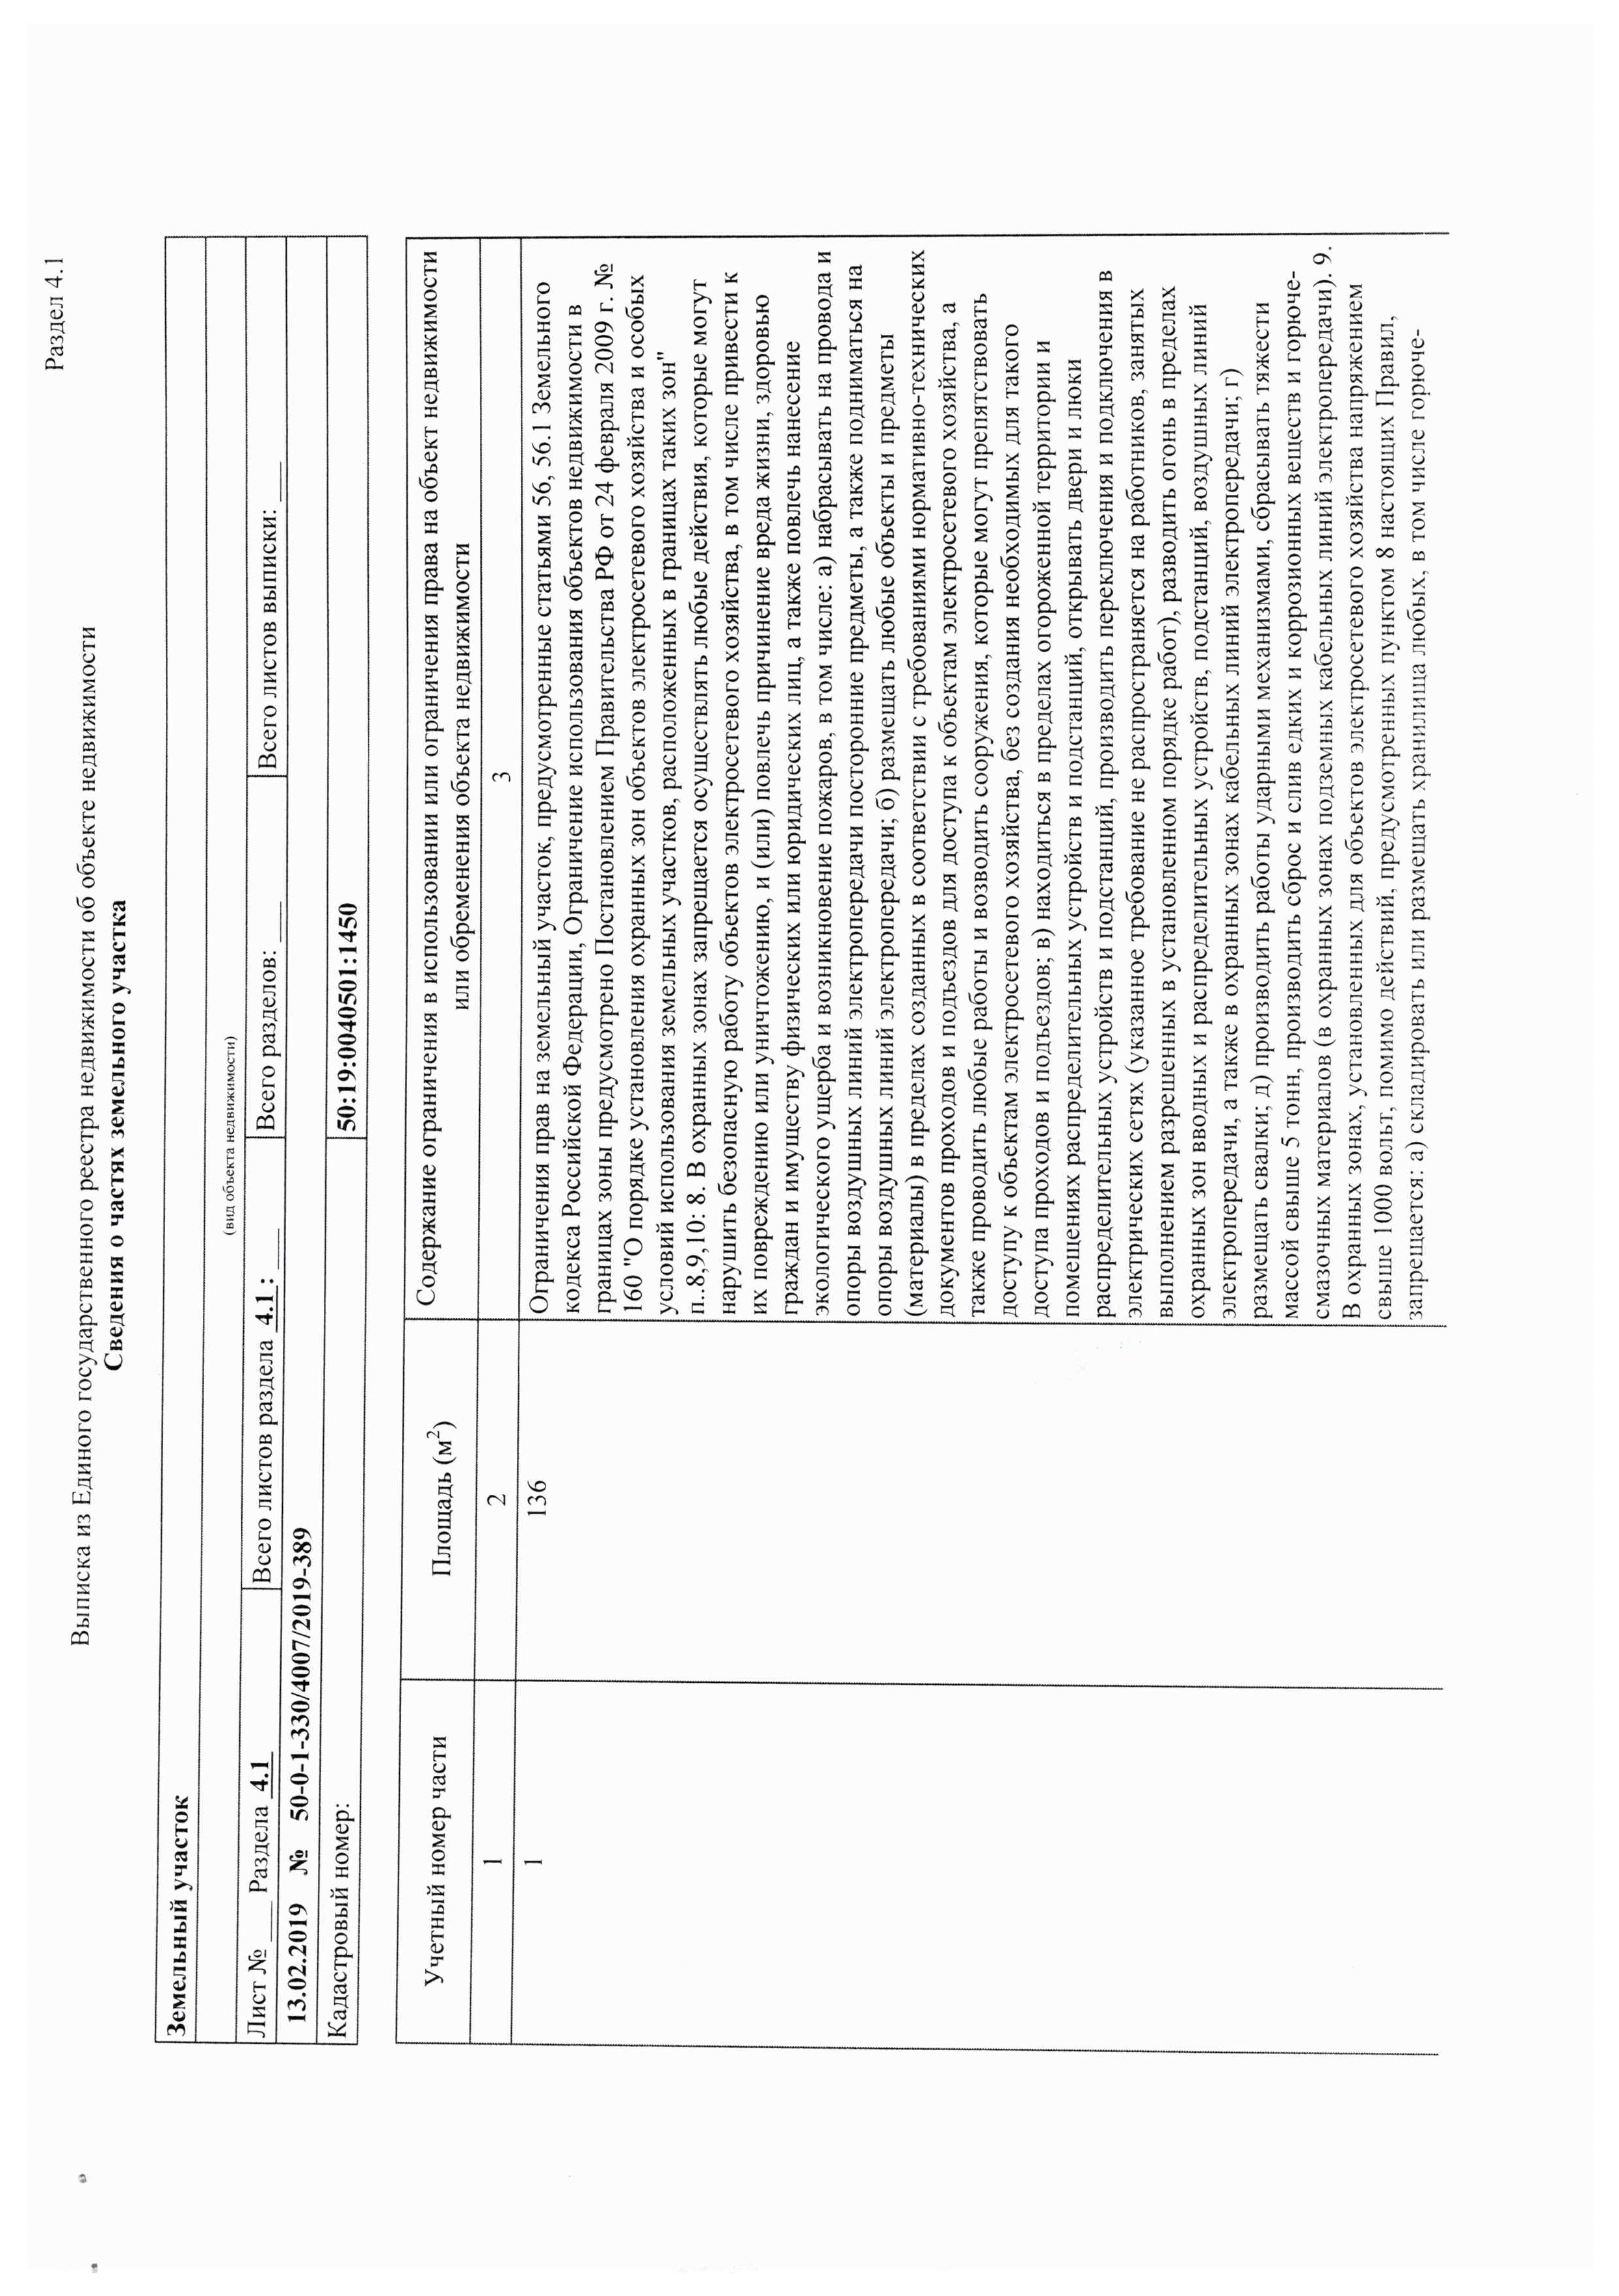 Раздел 4.1
Выписка из Единого государственного реестра недвижимости об объекте недвижимости
Сведения о частях земельного участка
Земельный участок
(вид объекта недвижимости)
Лист № ___ Раздела 4.1 Всего листов раздела 4.1 : ___ Всего разделов: ___ Всего листов выписки: ___
13.02.2019 № 50-0-1-330/4007/2019-389
Кадастровый номер: 50:19:0040501:1450
Учетный номер части Площадь (м²) Содержание ограничения в использовании или ограничения права на объект недвижимости
или обременения объекта недвижимости
1 2 3
1 136 Ограничения прав на земельный участок, предусмотренные статьями 56, 56.1 Земельного
кодекса Российской Федерации, Ограничение использования объектов недвижимости в
границах зоны предусмотрено Постановлением Правительства РФ от 24 февраля 2009 г. №
160 "О порядке установления охранных зон объектов электросетевого хозяйства и особых
условий использования земельных участков, расположенных в границах таких зон"
п..8,9,10: 8. В охранных зонах запрещается осуществлять любые действия, которые могут
нарушить безопасную работу объектов электросетевого хозяйства, в том числе привести к
их повреждению или уничтожению, и (или) повлечь причинение вреда жизни, здоровью
граждан и имуществу физических или юридических лиц, а также повлечь нанесение
экологического ущерба и возникновение пожаров, в том числе: а) набрасывать на провода и
опоры воздушных линий электропередачи посторонние предметы, а также подниматься на
опоры воздушных линий электропередачи; б) размещать любые объекты и предметы
(материалы) в пределах созданных в соответствии с требованиями нормативно-технических
документов проходов и подъездов для доступа к объектам электросетевого хозяйства, а
также проводить любые работы и возводить сооружения, которые могут препятствовать
доступу к объектам электросетевого хозяйства, без создания необходимых для такого
доступа проходов и подъездов; в) находиться в пределах огороженной территории и
помещениях распределительных устройств и подстанций, открывать двери и люки
распределительных устройств и подстанций, производить переключения и подключения в
электрических сетях (указанное требование не распространяется на работников, занятых
выполнением разрешенных в установленном порядке работ), разводить огонь в пределах
охранных зон вводных и распределительных устройств, подстанций, воздушных линий
электропередачи, а также в охранных зонах кабельных линий электропередачи; г)
размещать свалки; д) производить работы ударными механизмами, сбрасывать тяжести
массой свыше 5 тонн, производить сброс и слив едких и коррозионных веществ и горюче-
смазочных материалов (в охранных зонах подземных кабельных линий электропередачи). 9.
В охранных зонах, установленных для объектов электросетевого хозяйства напряжением
свыше 1000 вольт, помимо действий, предусмотренных пунктом 8 настоящих Правил,
запрещается: а) складировать или размещать хранилища любых, в том числе горюче-